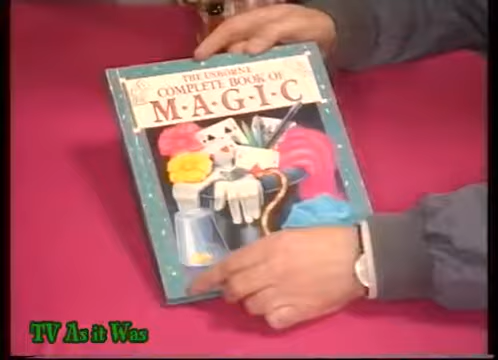 THE USBORNE
COMPLETE BOOK OF
M·A·G·I·C
TV As it Was